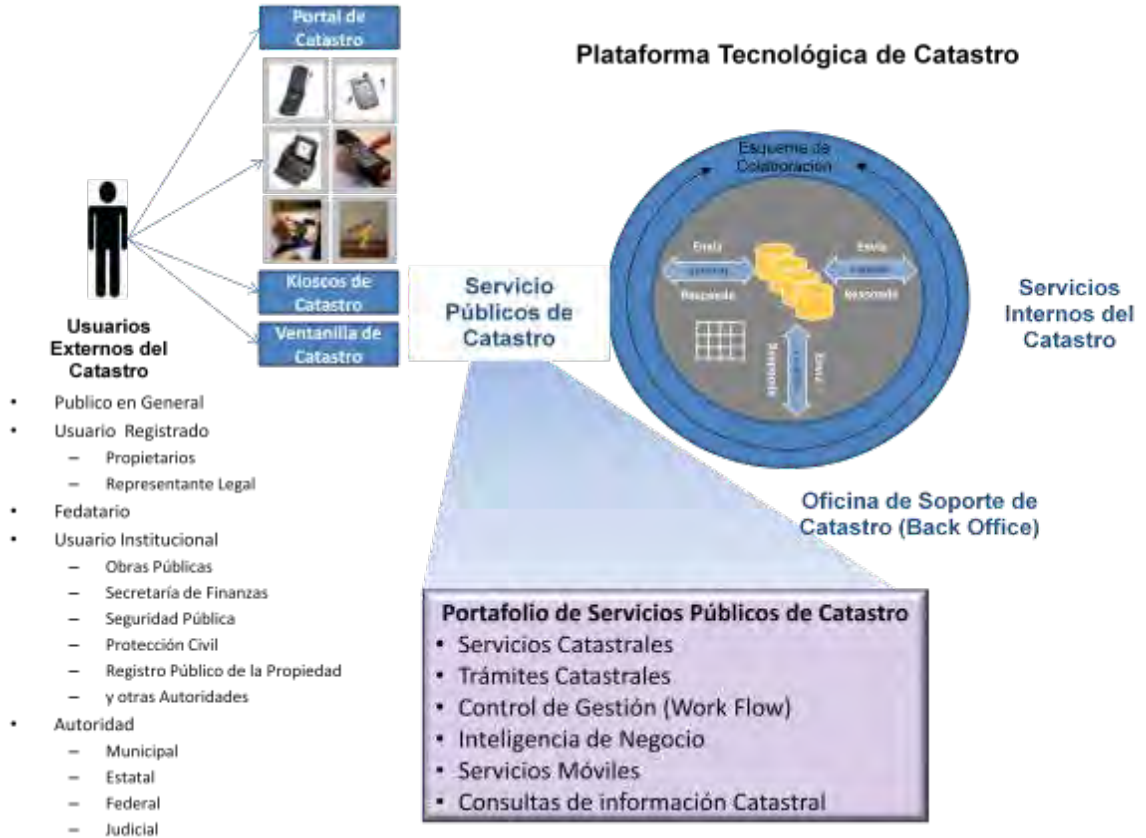 Portal de
Catastro
Plataforma Tecnológica de Catastro
Esquema de
Colaboración
Envía
Responde
Envía
Responde
Envía
Responde
Kioscos de
Catastro
Ventanilla de
Catastro
Servicio
Públicos de
Catastro
Servicios
Internos del
Catastro
Usuarios
Externos del
Catastro
• Publico en General
• Usuario Registrado
– Propietarios
– Representante Legal
• Fedatario
• Usuario Institucional
– Obras Públicas
– Secretaría de Finanzas
– Seguridad Pública
– Protección Civil
– Registro Público de la Propiedad
– y otras Autoridades
• Autoridad
– Municipal
– Estatal
– Federal
– Judicial
Oficina de Soporte de
Catastro (Back Office)
Portafolio de Servicios Públicos de Catastro
• Servicios Catastrales
• Trámites Catastrales
• Control de Gestión (Work Flow)
• Inteligencia de Negocio
• Servicios Móviles
• Consultas de información Catastral